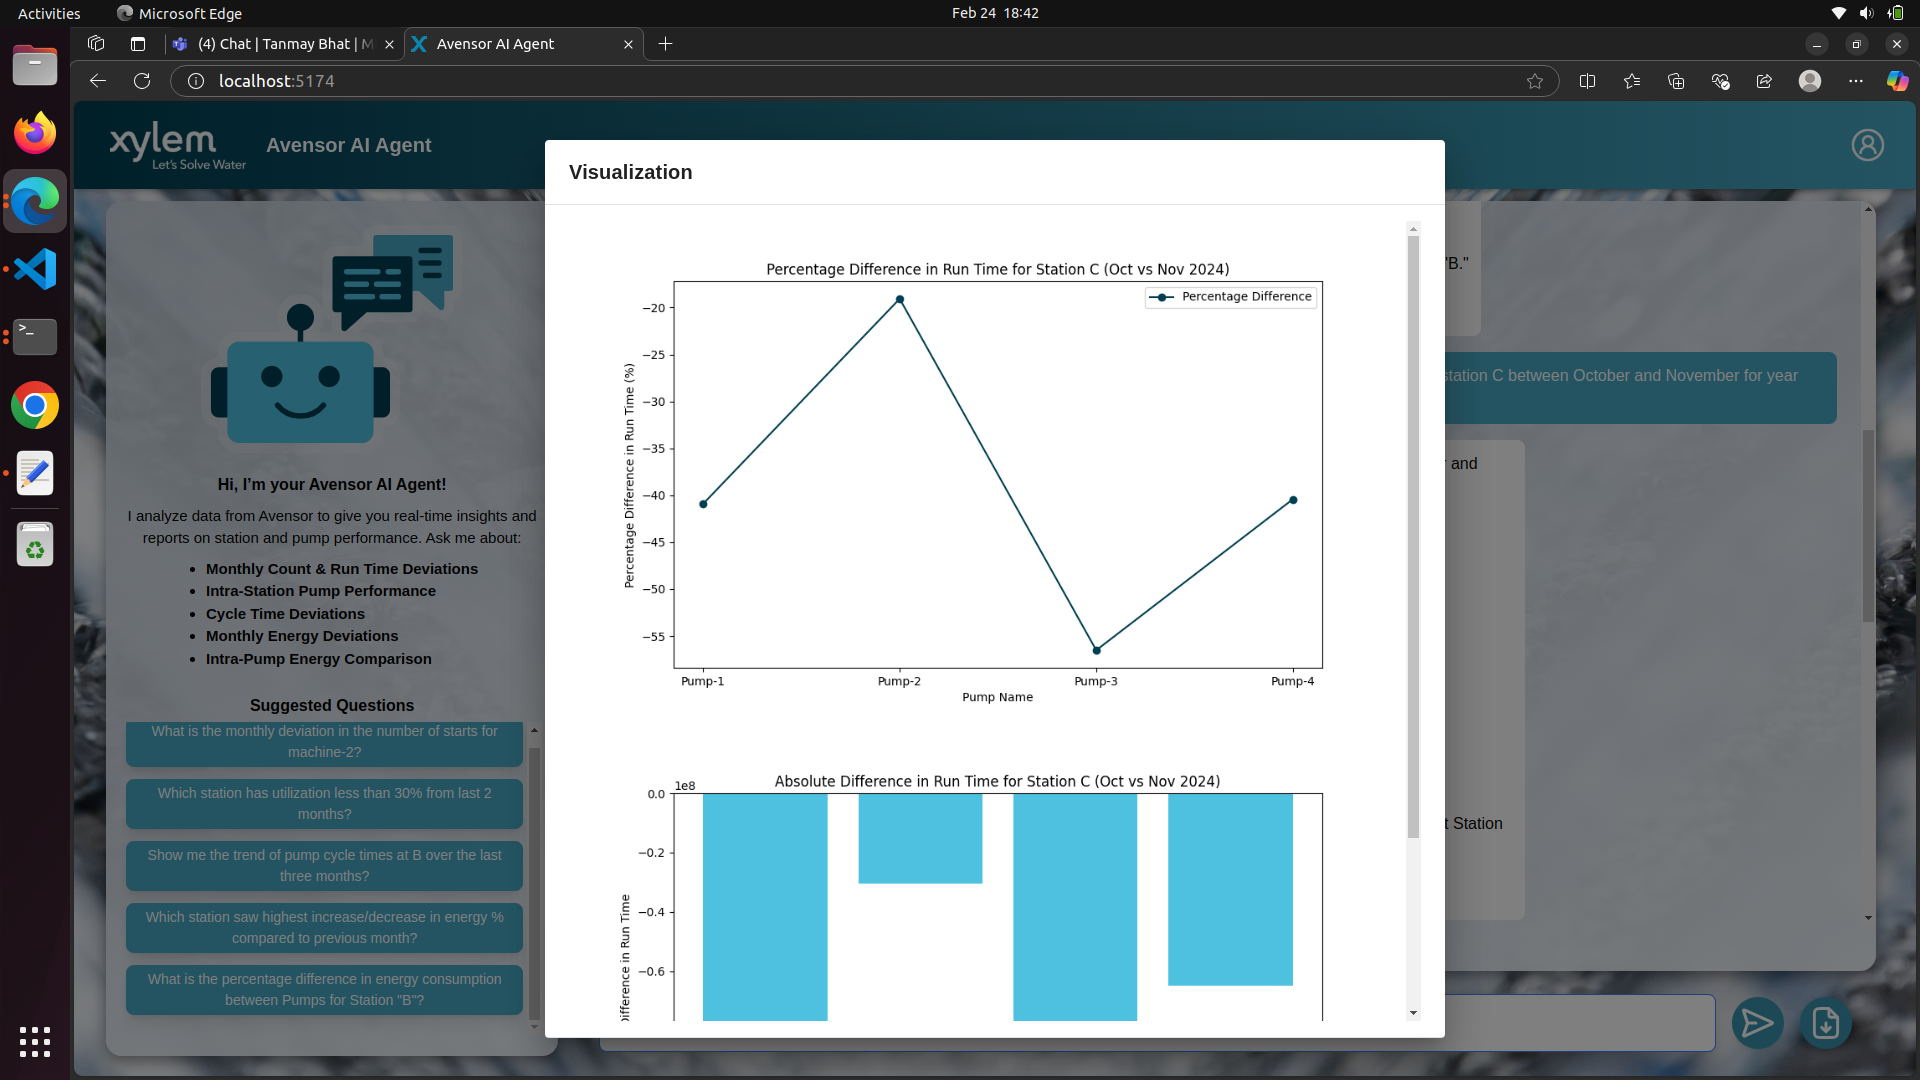 Activities
Microsoft Edge
Feb 24 18:42
(4) Chat | Tanmay Bhat | M
Avensor AI Agent
localhost:5174
xylem
Let's Solve Water
Avensor AI Agent
Hi, I'm your Avensor AI Agent!
I analyze data from Avensor to give you real-time insights and
reports on station and pump performance. Ask me about:
• Monthly Count & Run Time Deviations
• Intra-Station Pump Performance
• Cycle Time Deviations
• Monthly Energy Deviations
• Intra-Pump Energy Comparison
Suggested Questions
What is the monthly deviation in the number of starts for
machine-2?
Which station has utilization less than 30% from last 2
months?
Show me the trend of pump cycle times at B over the last
three months?
Which station saw highest increase/decrease in energy %
compared to previous month?
What is the percentage difference in energy consumption
between Pumps for Station "B"?
Visualization
Percentage Difference in Run Time for Station C (Oct vs Nov 2024)
Percentage Difference
Percentage Difference in Run Time (%)
−20
−25
−30
−35
−40
−45
−50
−55
Pump-1
Pump-2
Pump-3
Pump-4
Pump Name
Absolute Difference in Run Time for Station C (Oct vs Nov 2024)
1e8
Difference in Run Time
0.0
−0.2
−0.4
−0.6
"B."
station C between October and November for year
and
t Station